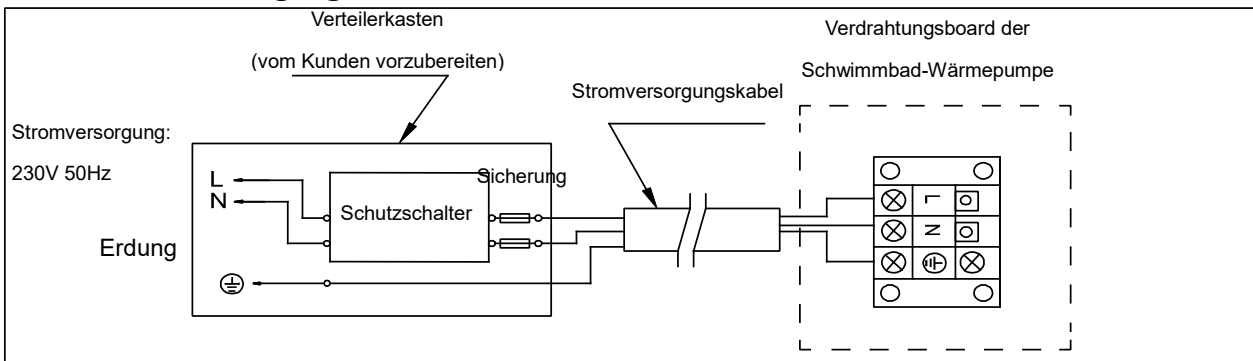 Verteilerkasten
(vom Kunden vorzubereiten)
Verdrahtungsboard der
Schwimmbad-Wärmepumpe
Stromversorgungskabel
Stromversorgung:
230V 50Hz
L
N
Sicherung
Schutzschalter
Erdung
L
N